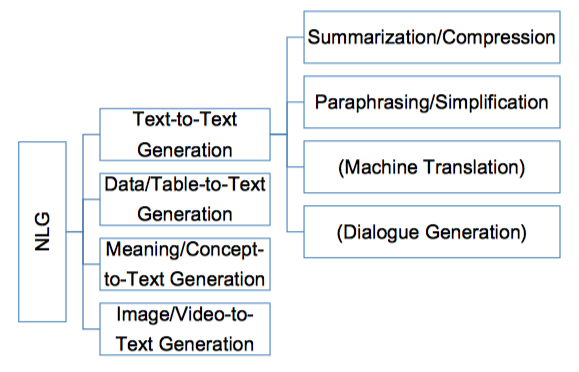 NLG
Text-to-Text
Generation
Data/Table-to-Text
Generation
Meaning/Concept-
to-Text Generation
Image/Video-to-
Text Generation
Summarization/Compression
Paraphrasing/Simplification
(Machine Translation)
(Dialogue Generation)